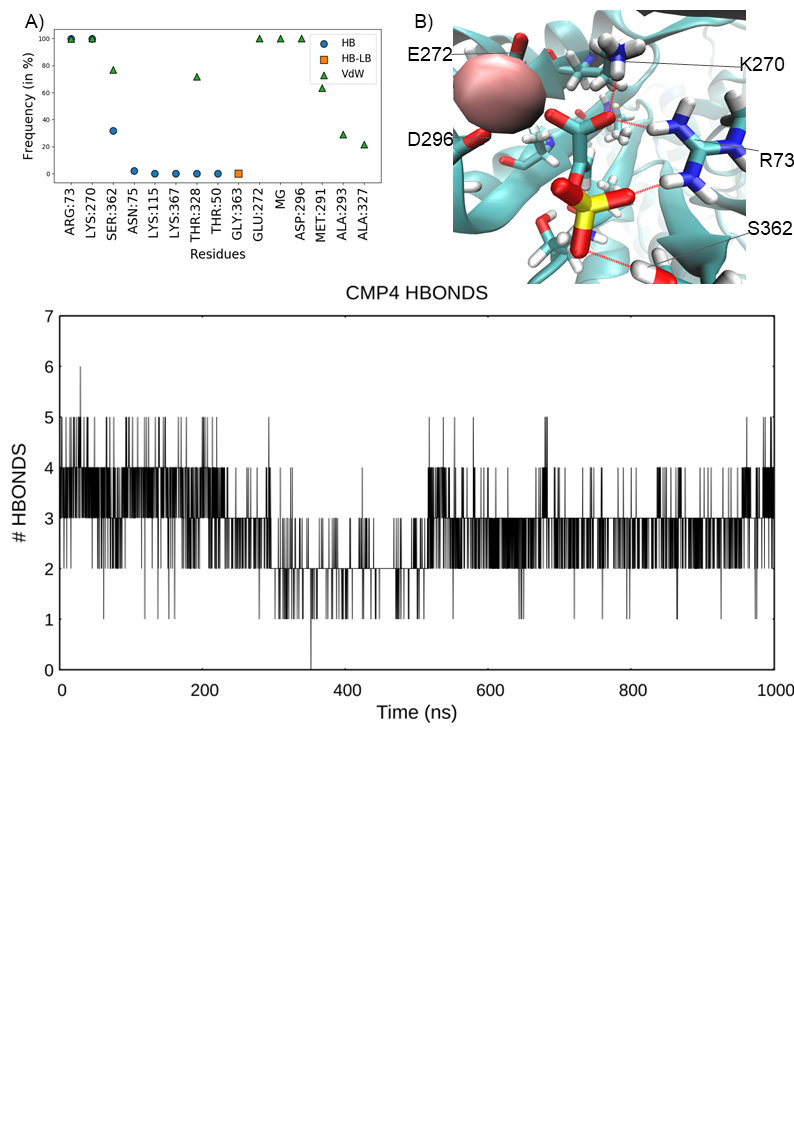 A)
100
80
60
40
20
0
Frequency (in %)
HB
HB-LB
VdW
ARG:73
LYS:270
SER:362
ASN:75
LYS:115
LYS:367
THR:328
THR:50
GLY:363
GLU:272
MG
ASP:296
MET:291
ALA:293
ALA:327
Residues
B)
E272
K270
D296
R73
S362
CMP4 HBONDS
7
6
5
4
3
2
1
0
# HBONDS
0 200 400 600 800 1000
Time (ns)